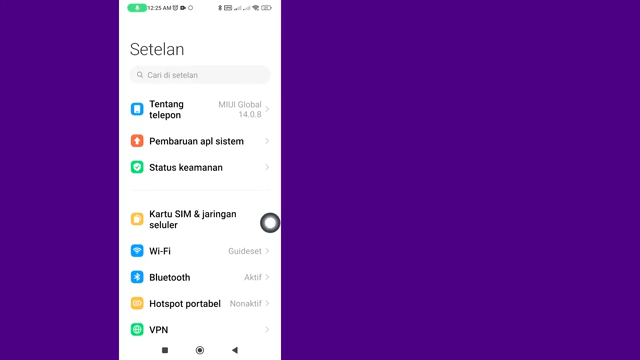 12:25 AM
Setelan
Cari di setelan
Tentang telepon MIUI Global 14.0.8
Pembaruan apl sistem
Status keamanan
Kartu SIM & jaringan seluler
Wi-Fi Guideset
Bluetooth Aktif
Hotspot portabel Nonaktif
VPN